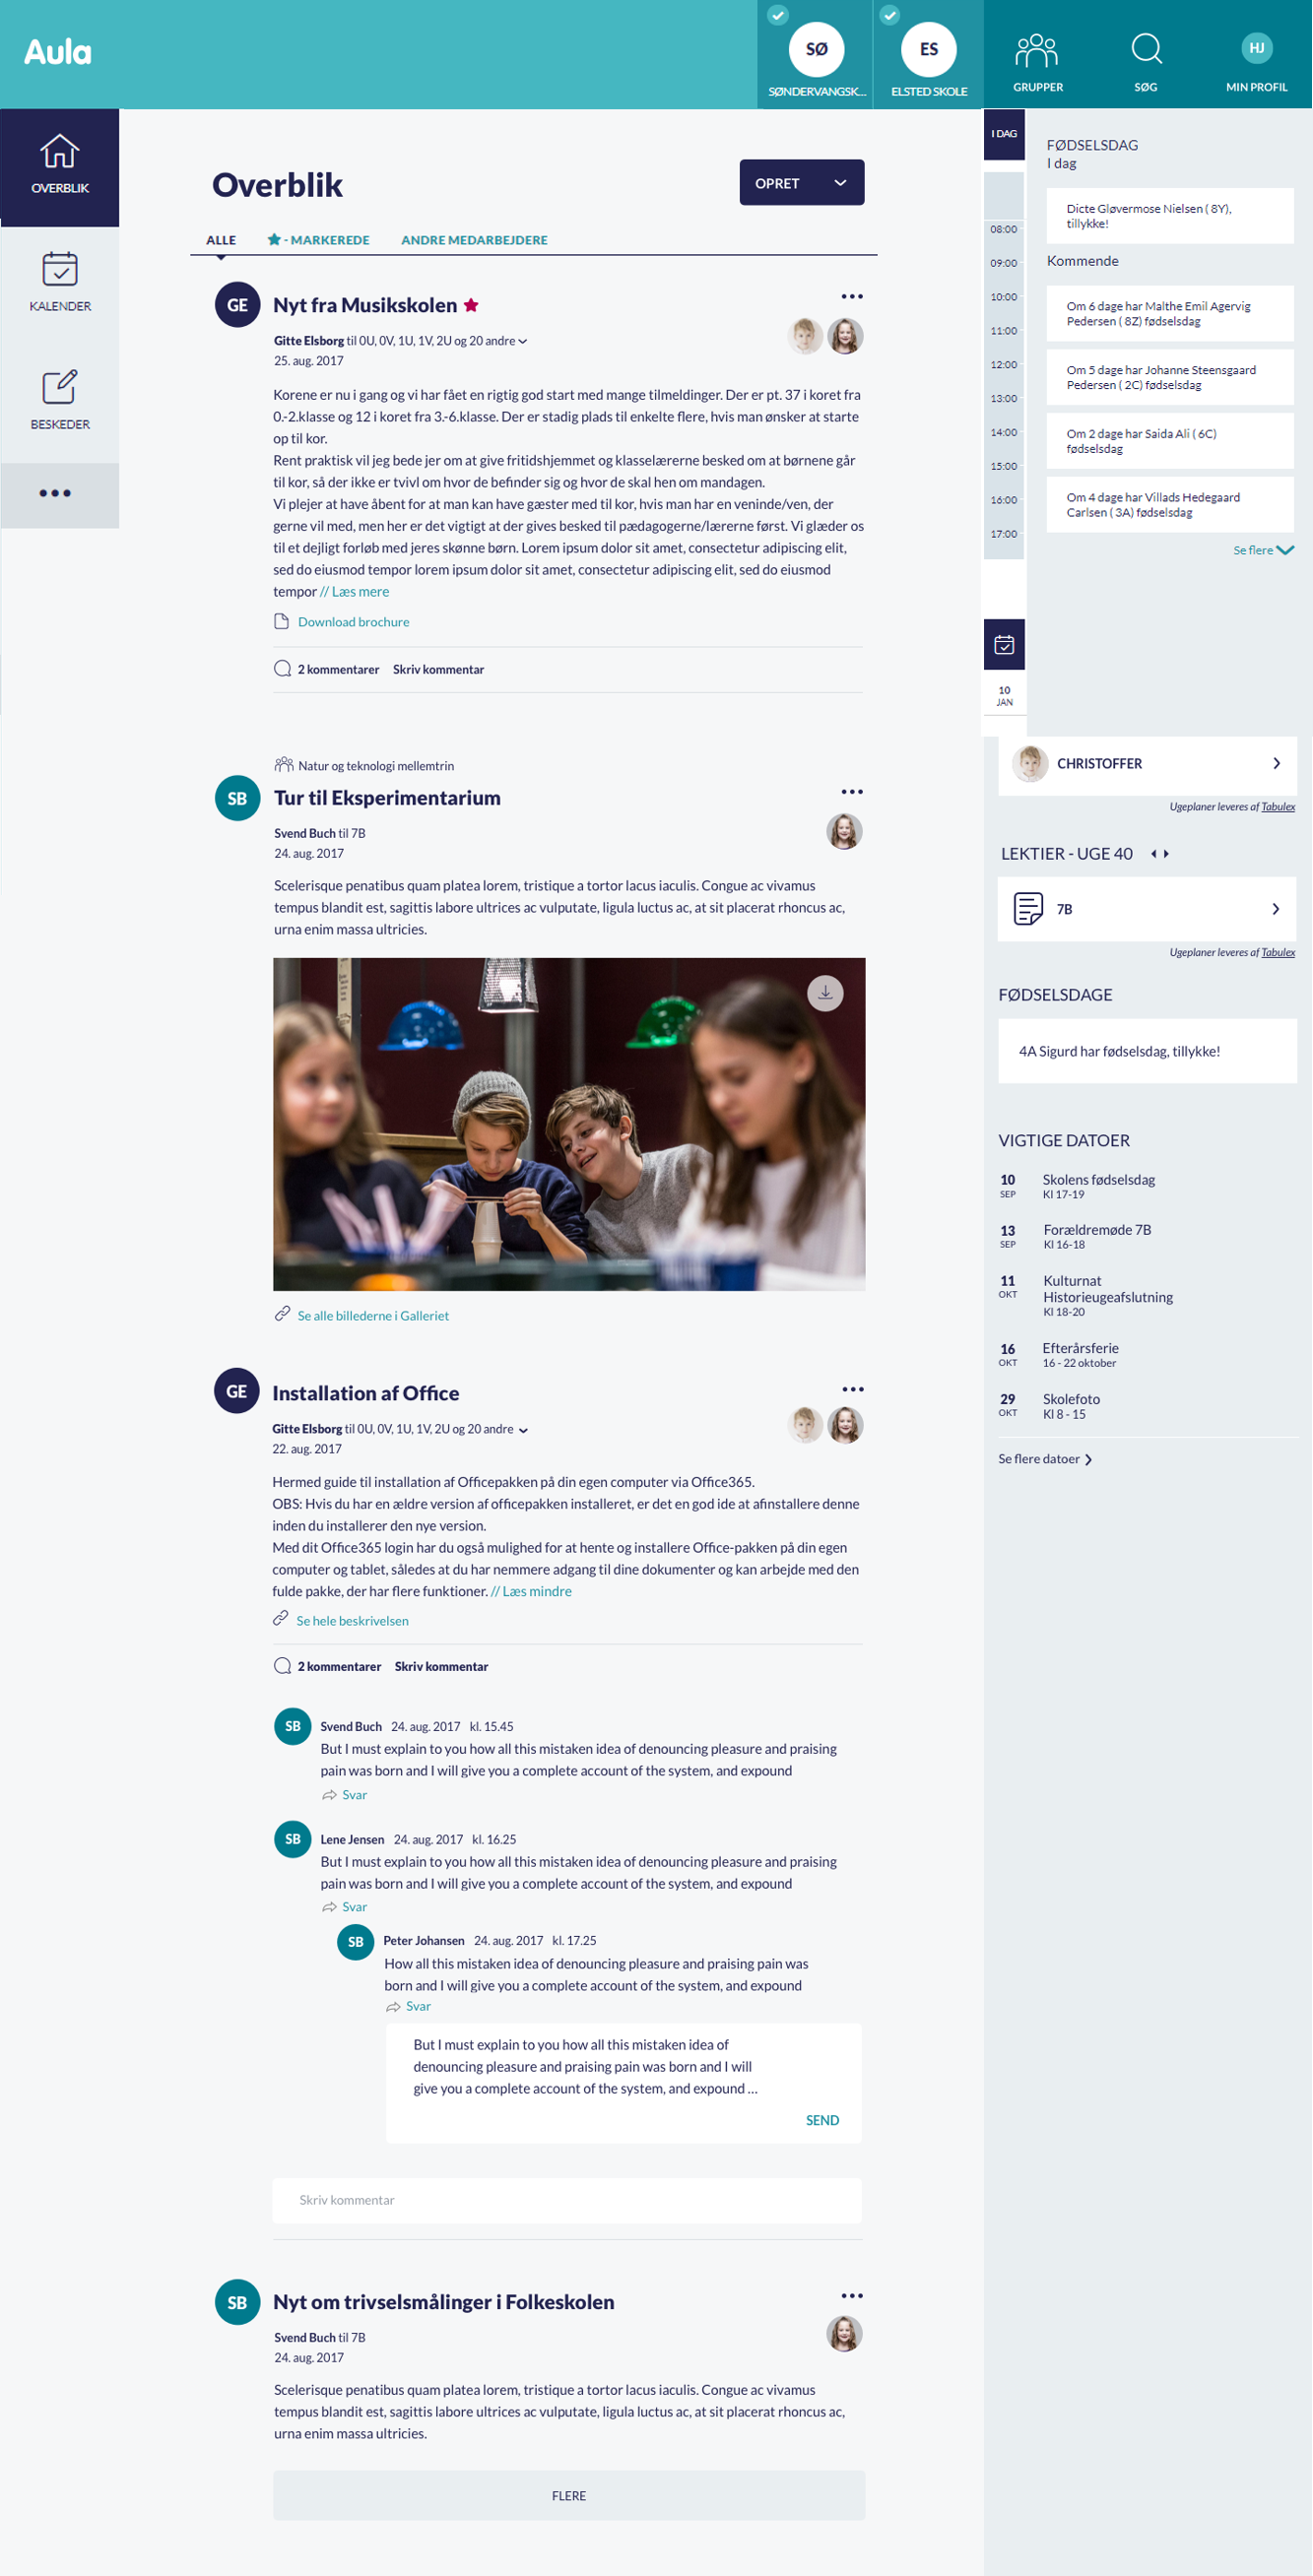 Aula
SØ
SØNDERVANGSK...
ES
ELSTED SKOLE
GRUPPER
SØG
HJ
MIN PROFIL
OVERBLIK
KALENDER
BESKEDER
Overblik
OPRET
ALLE
- MARKEREDE
ANDRE MEDARBEJDERE
GE
Nyt fra Musikskolen
Gitte Elsborg til 0U, 0V, 1U, 1V, 2U og 20 andre
25. aug. 2017
Korene er nu i gang og vi har fået en rigtig god start med mange tilmeldinger. Der er pt. 37 i koret fra
0.-2.klasse og 12 i koret fra 3.-6.klasse. Der er stadig plads til enkelte flere, hvis man ønsker at starte
op til kor.
Rent praktisk vil jeg bede jer om at give fritidshjemmet og klasselærerne besked om at børnene går
til kor, så der ikke er tvivl om hvor de befinder sig og hvor de skal hen om mandagen.
Vi plejer at have åbent for at man kan have gæster med til kor, hvis man har en veninde/ven, der
gerne vil med, men her er det vigtigt at der gives besked til pædagogerne/lærerne først. Vi glæder os
til et dejligt forløb med jeres skønne børn. Lorem ipsum dolor sit amet, consectetur adipiscing elit,
sed do eiusmod tempor lorem ipsum dolor sit amet, consectetur adipiscing elit, sed do eiusmod
tempor // Læs mere
Download brochure
2 kommentarer Skriv kommentar
Natur og teknologi mellemtrin
SB
Tur til Eksperimentarium
Svend Buch til 7B
24. aug. 2017
Scelerisque penatibus quam platea lorem, tristique a tortor lacus iaculis. Congue ac vivamus
tempus blandit est, sagittis labore ultrices ac vulputate, ligula luctus ac, at sit placerat rhoncus ac,
urna enim massa ultricies.
Se alle billederne i Galleriet
GE
Installation af Office
Gitte Elsborg til 0U, 0V, 1U, 1V, 2U og 20 andre
22. aug. 2017
Hermed guide til installation af Officepakken på din egen computer via Office365.
OBS: Hvis du har en ældre version af officepakken installeret, er det en god ide at afinstallere denne
inden du installerer den nye version.
Med dit Office365 login har du også mulighed for at hente og installere Office-pakken på din egen
computer og tablet, således at du har nemmere adgang til dine dokumenter og kan arbejde med den
fulde pakke, der har flere funktioner. // Læs mindre
Se hele beskrivelsen
2 kommentarer Skriv kommentar
SB
Svend Buch 24. aug. 2017 kl. 15.45
But I must explain to you how all this mistaken idea of denouncing pleasure and praising
pain was born and I will give you a complete account of the system, and expound
Svar
SB
Lene Jensen 24. aug. 2017 kl. 16.25
But I must explain to you how all this mistaken idea of denouncing pleasure and praising
pain was born and I will give you a complete account of the system, and expound
Svar
SB
Peter Johansen 24. aug. 2017 kl. 17.25
How all this mistaken idea of denouncing pleasure and praising pain was
born and I will give you a complete account of the system, and expound
Svar
But I must explain to you how all this mistaken idea of
denouncing pleasure and praising pain was born and I will
give you a complete account of the system, and expound ...
SEND
Skriv kommentar
SB
Nyt om trivselsmålinger i Folkeskolen
Svend Buch til 7B
24. aug. 2017
Scelerisque penatibus quam platea lorem, tristique a tortor lacus iaculis. Congue ac vivamus
tempus blandit est, sagittis labore ultrices ac vulputate, ligula luctus ac, at sit placerat rhoncus ac,
urna enim massa ultricies.
FLERE
I DAG
08:00
09:00
10:00
11:00
12:00
13:00
14:00
15:00
16:00
17:00
10
JAN
FØDSELSDAG
I dag
Dicte Gløvermose Nielsen ( 8Y),
tillykke!
Kommende
Om 6 dage har Malthe Emil Agervig
Pedersen ( 8Z) fødselsdag
Om 5 dage har Johanne Steensgaard
Pedersen ( 2C) fødselsdag
Om 2 dage har Saida Ali ( 6C)
fødselsdag
Om 4 dage har Villads Hedegaard
Carlsen ( 3A) fødselsdag
Se flere
CHRISTOFFER
Ugeplaner leveres af Tabulex
LEKTIER - UGE 40
7B
Ugeplaner leveres af Tabulex
FØDSELSDAGE
4A Sigurd har fødselsdag, tillykke!
VIGTIGE DATOER
10
SEP
Skolens fødselsdag
Kl 17-19
13
SEP
Forældremøde 7B
Kl 16-18
11
OKT
Kulturnat
Historieugeafslutning
Kl 18-20
16
OKT
Efterårsferie
16 - 22 oktober
29
OKT
Skolefoto
Kl 8 - 15
Se flere datoer